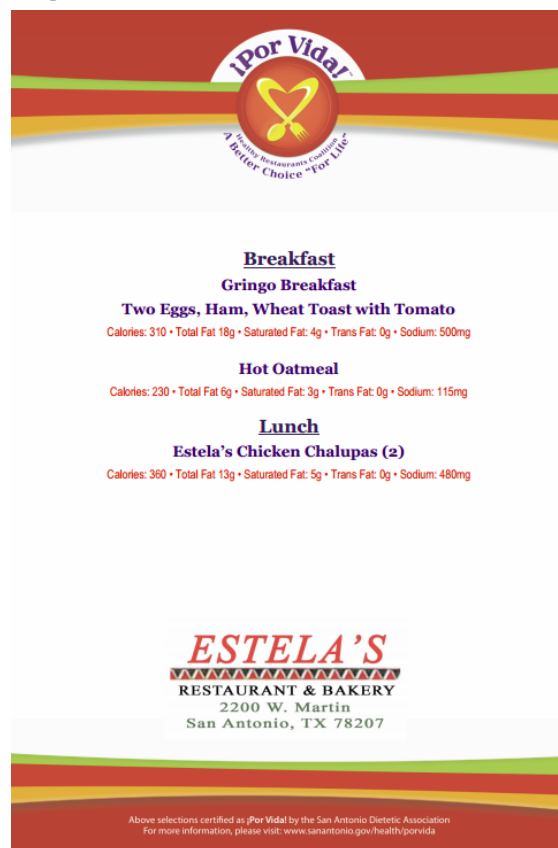 ¡Por Vida!™
Healthy Restaurants Coalition
A Better Choice "For Life"
Breakfast
Gringo Breakfast
Two Eggs, Ham, Wheat Toast with Tomato
Calories: 310 • Total Fat 18g • Saturated Fat: 4g • Trans Fat: 0g • Sodium: 500mg
Hot Oatmeal
Calories: 230 • Total Fat 6g • Saturated Fat: 3g • Trans Fat: 0g • Sodium: 115mg
Lunch
Estela's Chicken Chalupas (2)
Calories: 360 • Total Fat 13g • Saturated Fat: 5g • Trans Fat: 0g • Sodium: 480mg
ESTELA'S
RESTAURANT & BAKERY
2200 W. Martin
San Antonio, TX 78207
Above selections certified as ¡Por Vida! by the San Antonio Dietetic Association
For more information, please visit: www.sanantonio.gov/health/porvida